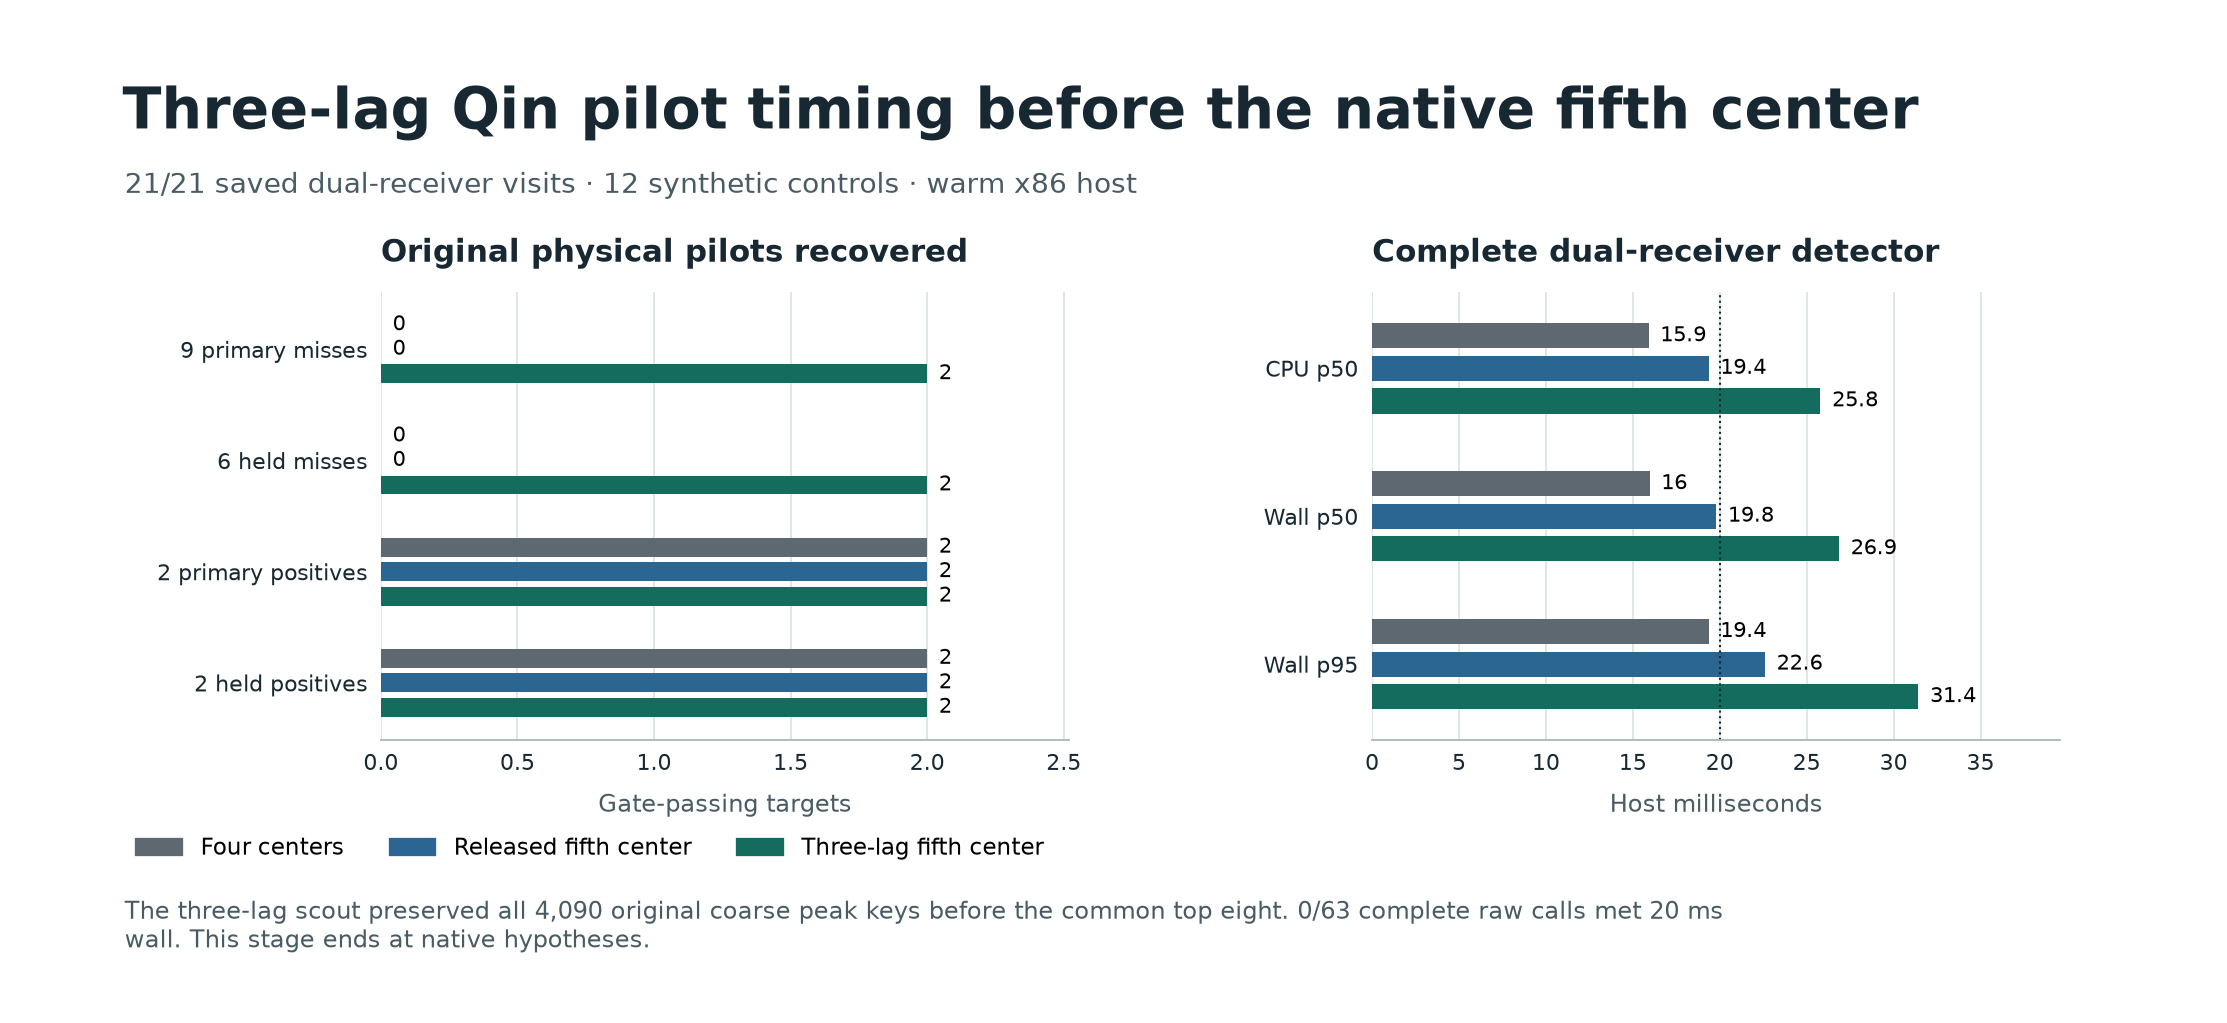 Three-lag Qin pilot timing before the native fifth center
21/21 saved dual-receiver visits · 12 synthetic controls · warm x86 host
Original physical pilots recovered
9 primary misses
0
0
2
6 held misses
0
0
2
2 primary positives
2
2
2
2 held positives
2
2
2
0.0 0.5 1.0 1.5 2.0 2.5
Gate-passing targets
Complete dual-receiver detector
CPU p50
15.9
19.4
25.8
Wall p50
16
19.8
26.9
Wall p95
19.4
22.6
31.4
0 5 10 15 20 25 30 35
Host milliseconds
Four centers Released fifth center Three-lag fifth center
The three-lag scout preserved all 4,090 original coarse peak keys before the common top eight. 0/63 complete raw calls met 20 ms
wall. This stage ends at native hypotheses.